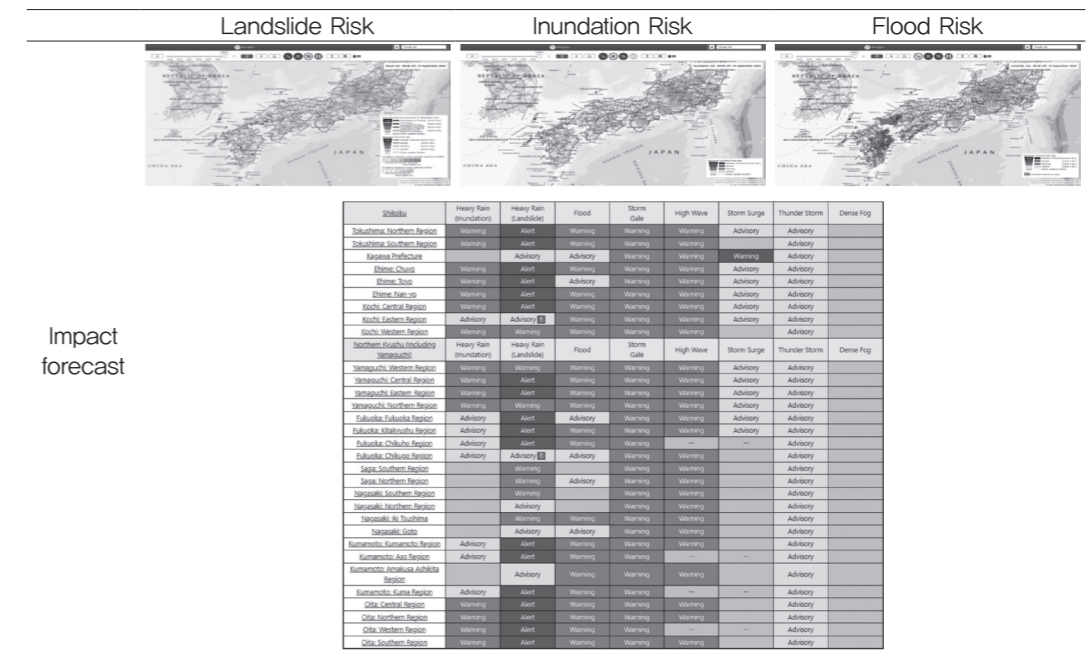 Landslide Risk Inundation Risk Flood Risk
REPUBLIC OF KOREA
JAPAN
CHINA SEA
JAPAN
CHINA SEA
JAPAN
CHINA SEA
Impact
forecast
Shikoku Heavy Rain (Inundation) Heavy Rain (Landslide) Flood Storm Gale High Wave Storm Surge Thunder Storm Dense Fog
Tokushima: Northern Region Warning Alert Warning Warning Warning Advisory Advisory
Tokushima: Southern Region Warning Alert Warning Warning Warning Advisory
Kagawa Prefecture Advisory Advisory Warning Warning Warning Advisory
Ehime: Chuyo Warning Alert Warning Warning Warning Advisory Advisory
Ehime: Toyo Warning Alert Advisory Warning Warning Advisory Advisory
Ehime: Nan-yo Warning Alert Warning Warning Warning Advisory Advisory
Kochi: Central Region Warning Alert Warning Warning Warning Advisory Advisory
Kochi: Eastern Region Advisory Advisory Warning Warning Warning Advisory Advisory
Kochi: Western Region Warning Warning Warning Warning Warning Advisory
Northern Kyushu (Including Yamaguchi) Heavy Rain (Inundation) Heavy Rain (Landslide) Flood Storm Gale High Wave Storm Surge Thunder Storm Dense Fog
Yamaguchi: Western Region Warning Warning Warning Warning Warning Advisory Advisory
Yamaguchi: Central Region Warning Alert Warning Warning Warning Advisory Advisory
Yamaguchi: Eastern Region Warning Alert Warning Warning Warning Advisory Advisory
Yamaguchi: Northern Region Warning Warning Warning Warning Warning Advisory Advisory
Fukuoka: Fukuoka Region Advisory Alert Advisory Warning Warning Advisory Advisory
Fukuoka: Kitakyushu Region Advisory Alert Warning Warning Warning Advisory Advisory
Fukuoka: Chikuho Region Advisory Alert Warning Warning -- -- Advisory
Fukuoka: Chikugo Region Advisory Advisory Advisory Warning Warning Advisory
Saga: Southern Region Warning Warning Warning Advisory
Saga: Northern Region Warning Advisory Warning Warning Advisory
Nagasaki: Southern Region Warning Warning Warning Advisory
Nagasaki: Northern Region Advisory Warning Warning Advisory
Nagasaki: Iki Tsushima Warning Warning Warning Warning Advisory
Nagasaki: Goto Advisory Advisory Warning Warning Advisory
Kumamoto: Kumamoto Region Advisory Alert Warning Warning Warning Advisory
Kumamoto: Aso Region Advisory Alert Warning Warning -- -- Advisory
Kumamoto: Amakusa Ashikita Region Advisory Warning Warning Warning Advisory
Kumamoto: Kuma Region Advisory Alert Warning Warning -- -- Advisory
Oita: Central Region Warning Alert Warning Warning Warning Advisory
Oita: Northern Region Warning Alert Warning Warning Warning Advisory
Oita: Western Region Warning Alert Warning Warning -- -- Advisory
Oita: Southern Region Warning Alert Warning Warning Warning Advisory